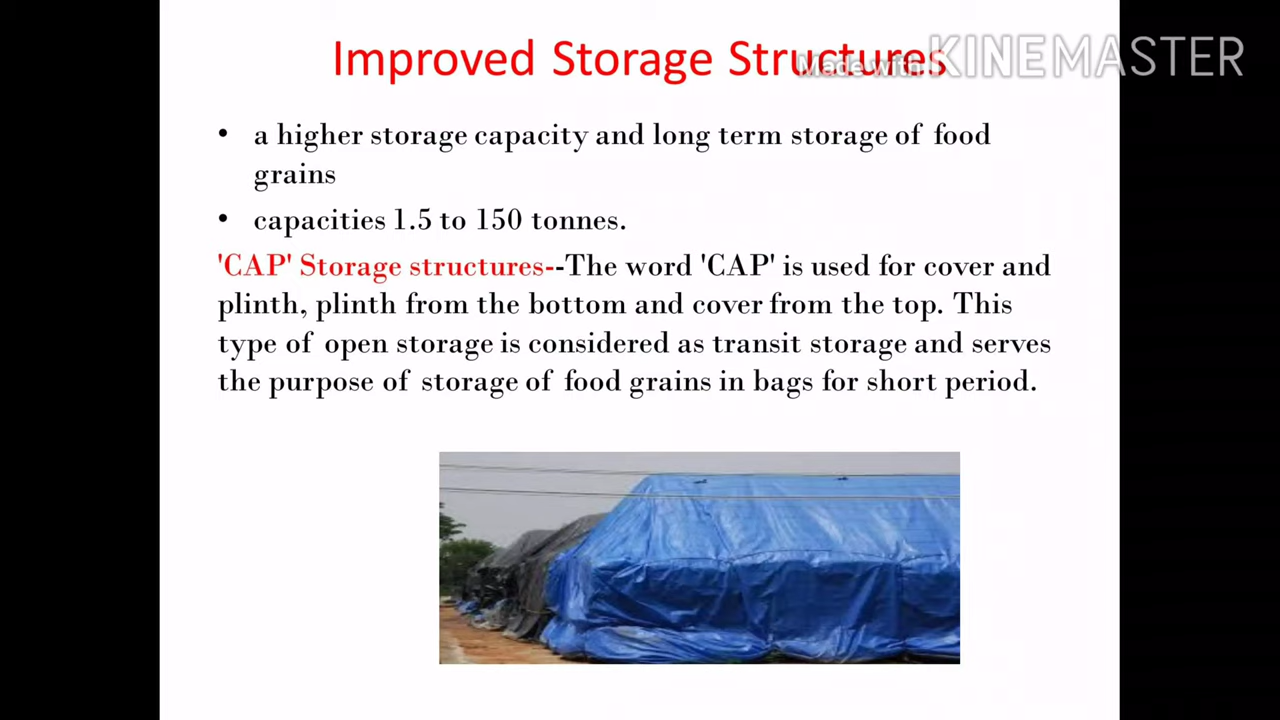 Improved Storage Structures
Made with KINEMASTER
• a higher storage capacity and long term storage of food
grains
• capacities 1.5 to 150 tonnes.
'CAP' Storage structures--The word 'CAP' is used for cover and
plinth, plinth from the bottom and cover from the top. This
type of open storage is considered as transit storage and serves
the purpose of storage of food grains in bags for short period.